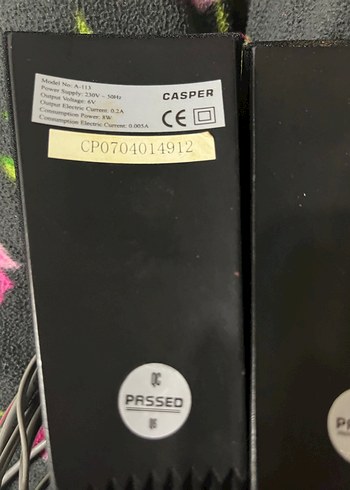 Model No: A-113
Power Supply: 230V ~ 50Hz
Output Voltage: 6V
Output Electric Current: 0.2A
Consumption Power: 8W
Consumption Electric Current: 0.005A
CASPER
CE
CP0704014912
QC
PASSED